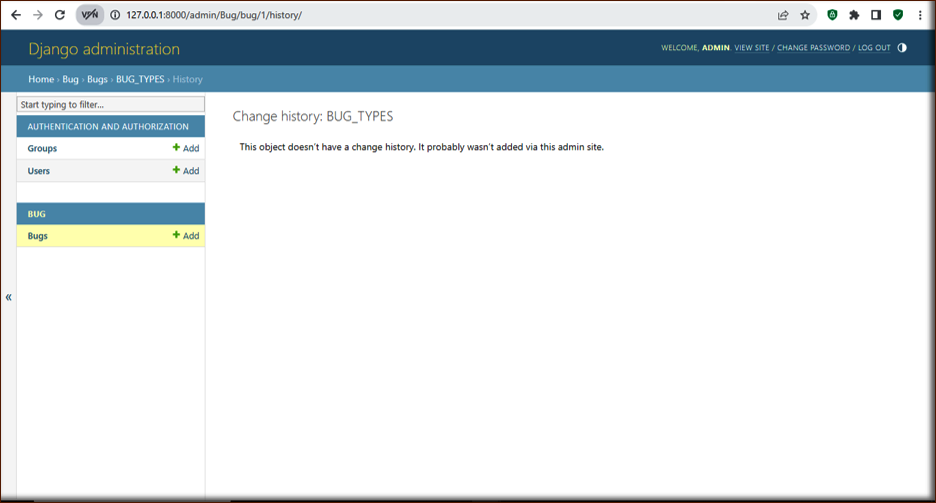 VPN
127.0.0.1:8000/admin/Bug/bug/1/history/
Django administration
WELCOME, ADMIN. VIEW SITE / CHANGE PASSWORD / LOG OUT
Home › Bug › Bugs › BUG_TYPES › History
Start typing to filter...
AUTHENTICATION AND AUTHORIZATION
Groups + Add
Users + Add
BUG
Bugs + Add
«
Change history: BUG_TYPES
This object doesn't have a change history. It probably wasn't added via this admin site.